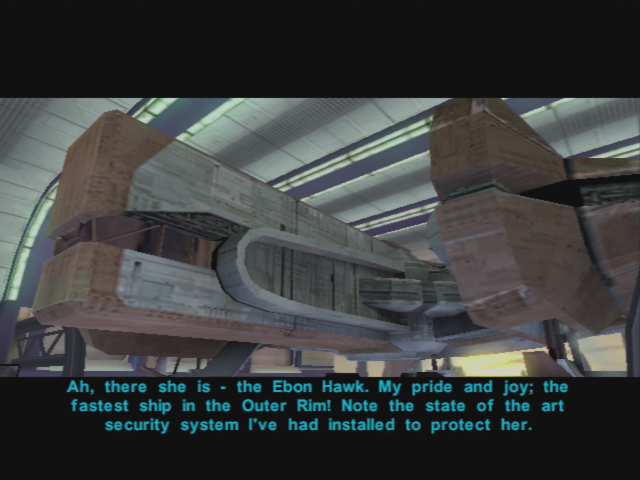 Ah, there she is - the Ebon Hawk. My pride and joy; the
fastest ship in the Outer Rim! Note the state of the art
security system I've had installed to protect her.